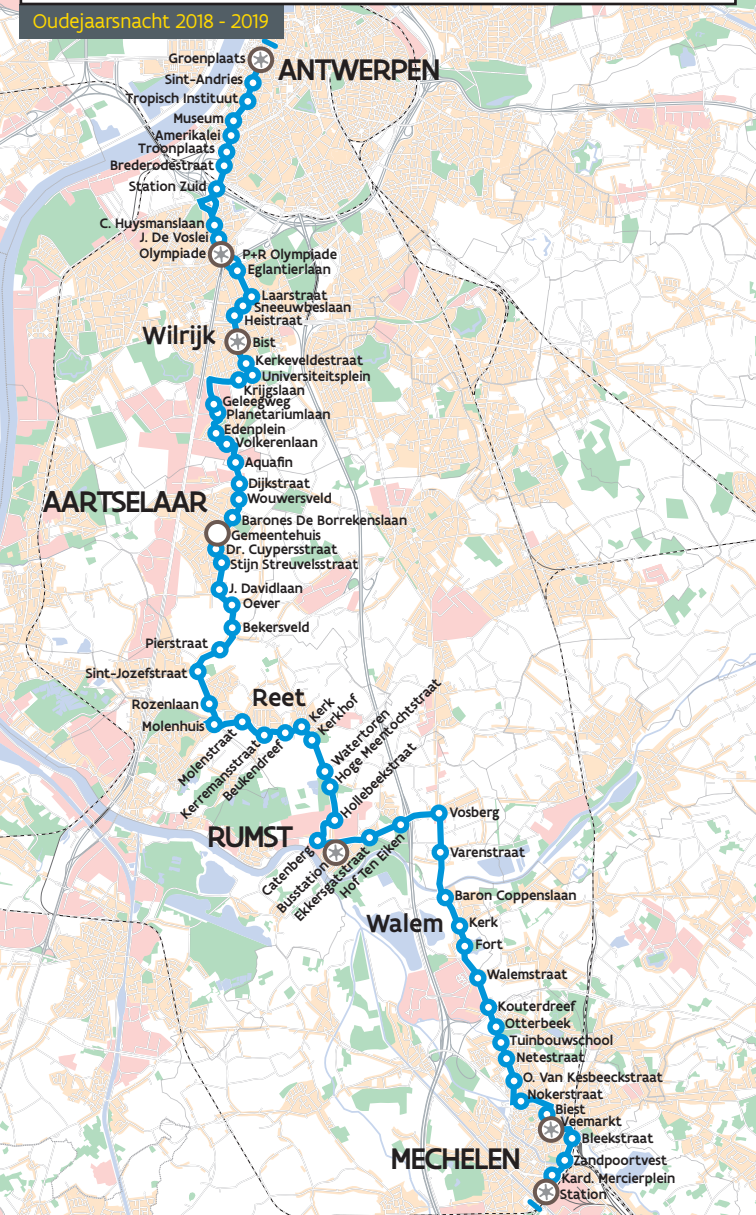 Oudejaarsnacht 2018 - 2019
Groenplaats
ANTWERPEN
Sint-Andries
Tropisch Instituut
Museum
Amerikalei
Troonplaats
Brederodestraat
Station Zuid
C. Huysmanslaan
J. De Voslei
Olympiade
P+R Olympiade
Eglantierlaan
Laarstraat
Sneeuwbeslaan
Heistraat
Wilrijk
Bist
Kerkeveldestraat
Universiteitsplein
Krijgslaan
Geleegweg
Planetariumlaan
Edenplein
Volkerenlaan
Aquafin
Dijkstraat
AARTSELAAR
Wouwersveld
Barones De Borrekenslaan
Gemeentehuis
Dr. Cuypersstraat
Stijn Streuvelsstraat
J. Davidlaan
Oever
Bekersveld
Pierstraat
Sint-Jozefstraat
Reet
Rozenlaan
Molenhuis
Molenstraat
Kerremansstraat
Beukendreef
Kerk
Kerkhof
Watertoren
Hoge Meentochtstraat
Hollebeekstraat
RUMST
Catenberg
Busstation
Ekkersgatstraat
Hof Ten Eiken
Vosberg
Varenstraat
Baron Coppenslaan
Walem
Kerk
Fort
Walemstraat
Kouterdreef
Otterbeek
Tuinbouwschool
Netestraat
O. Van Kesbeeckstraat
Nokerstraat
Biest
Veemarkt
Bleekstraat
MECHELEN
Zandpoortvest
Kard. Mercierplein
Station